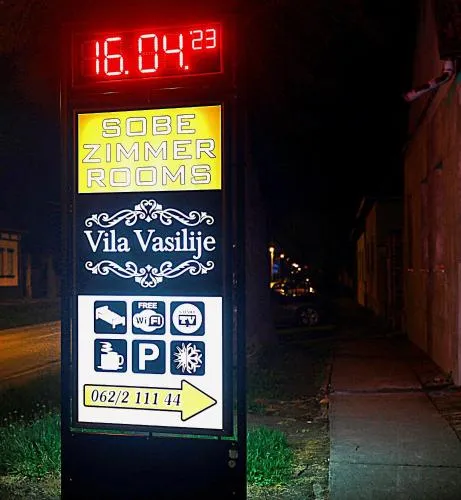 16.04.'23
SOBE
ZIMMER
ROOMS
Vila Vasilije
FREE
WiFi
TV
P
062/2 111 44